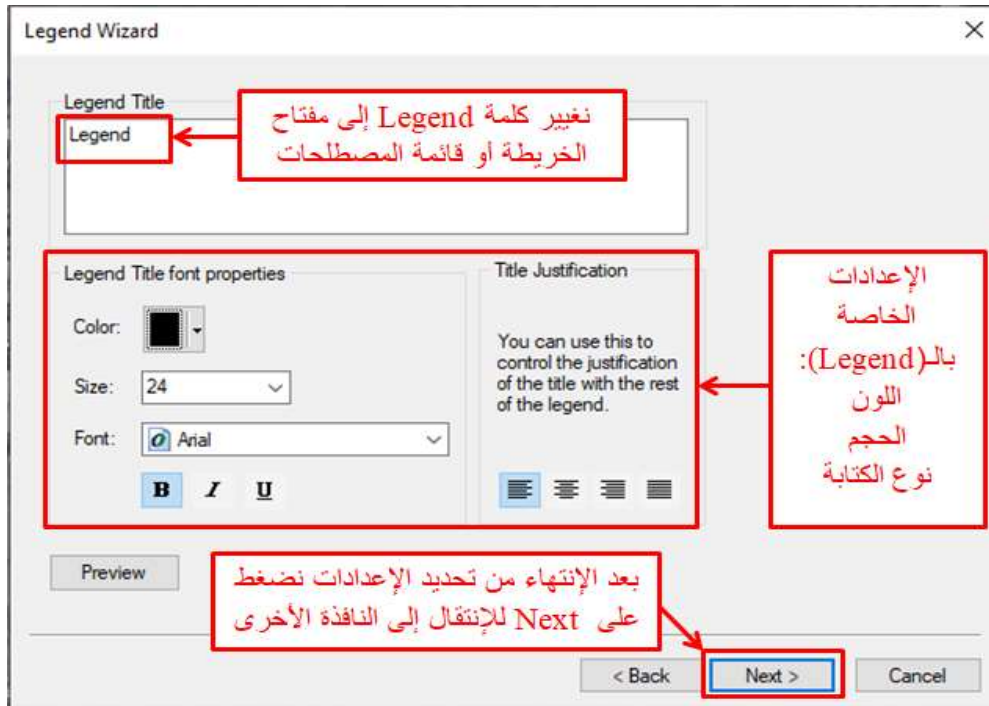 Legend Wizard
Legend Title
Legend
نغيير كلمة Legend إلى مفتاح
الخريطة أو قائمة المصطلحات
Legend Title font properties
Color:
Size: 24
Font: Arial
B I U
Title Justification
You can use this to
control the justification
of the title with the rest
of the legend.
الإعدادات
الخاصة
بالـ(Legend):
اللون
الحجم
نوع الكتابة
Preview
بعد الإنتهاء من تحديد الإعدادات نضغط
على Next للإنتقال إلى النافذة الأخرى
< Back Next > Cancel